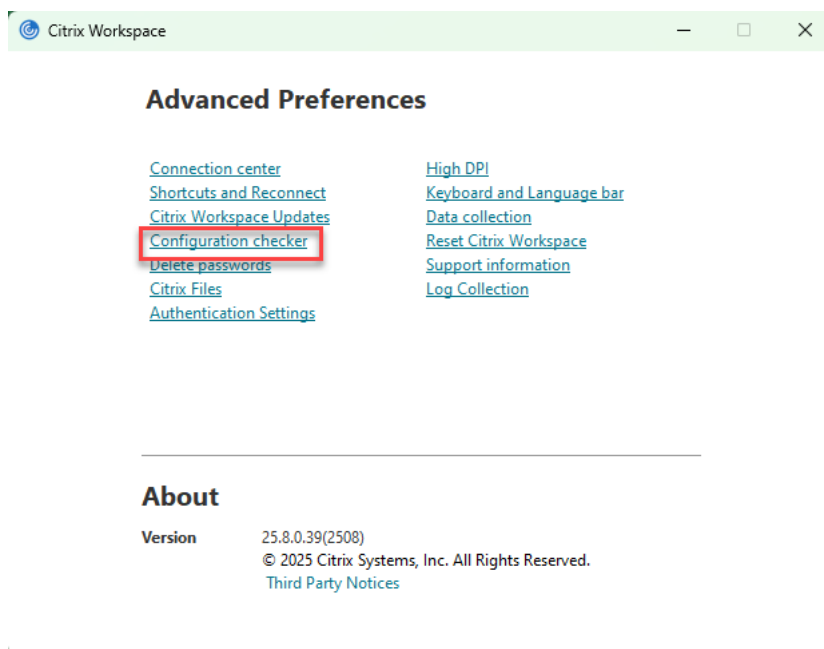 Citrix Workspace
Advanced Preferences
Connection center
Shortcuts and Reconnect
Citrix Workspace Updates
Configuration checker
Delete passwords
Citrix Files
Authentication Settings
High DPI
Keyboard and Language bar
Data collection
Reset Citrix Workspace
Support information
Log Collection
About
Version 25.8.0.39(2508)
© 2025 Citrix Systems, Inc. All Rights Reserved.
Third Party Notices